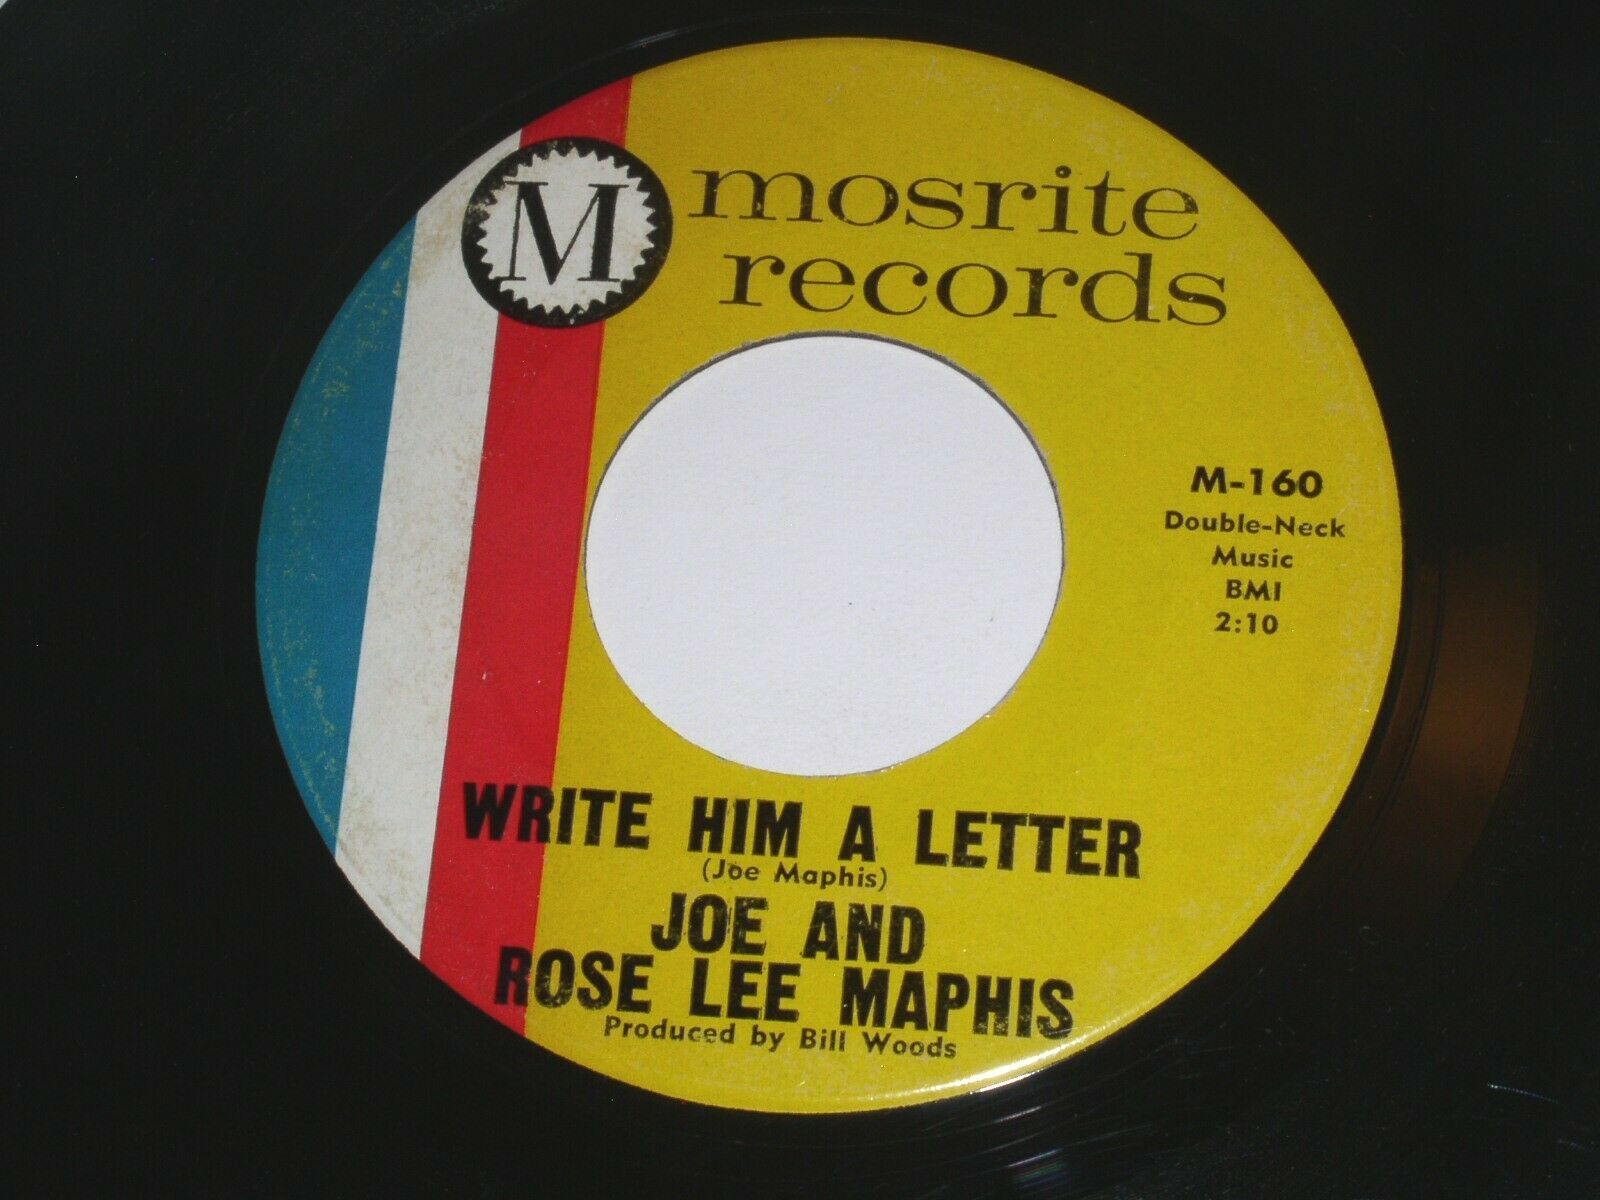 M
mosrite
records
M-160
Double-Neck
Music
BMI
2:10
WRITE HIM A LETTER
(Joe Maphis)
JOE AND
ROSE LEE MAPHIS
Produced by Bill Woods